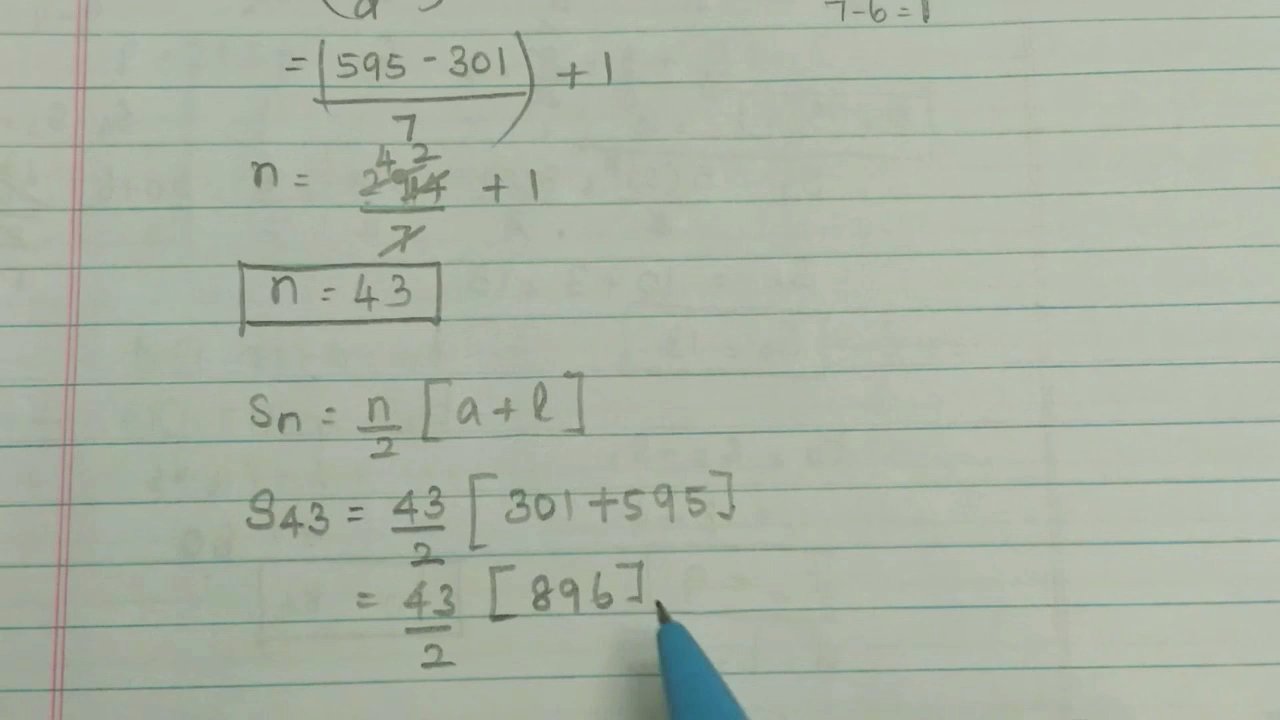 (d)
7-6=1
= (595 - 301 / 7) + 1
n = 294 / 7 + 1
42
n = 43
Sn = n/2 [a + l]
S43 = 43/2 [301+595]
= 43/2 [896]